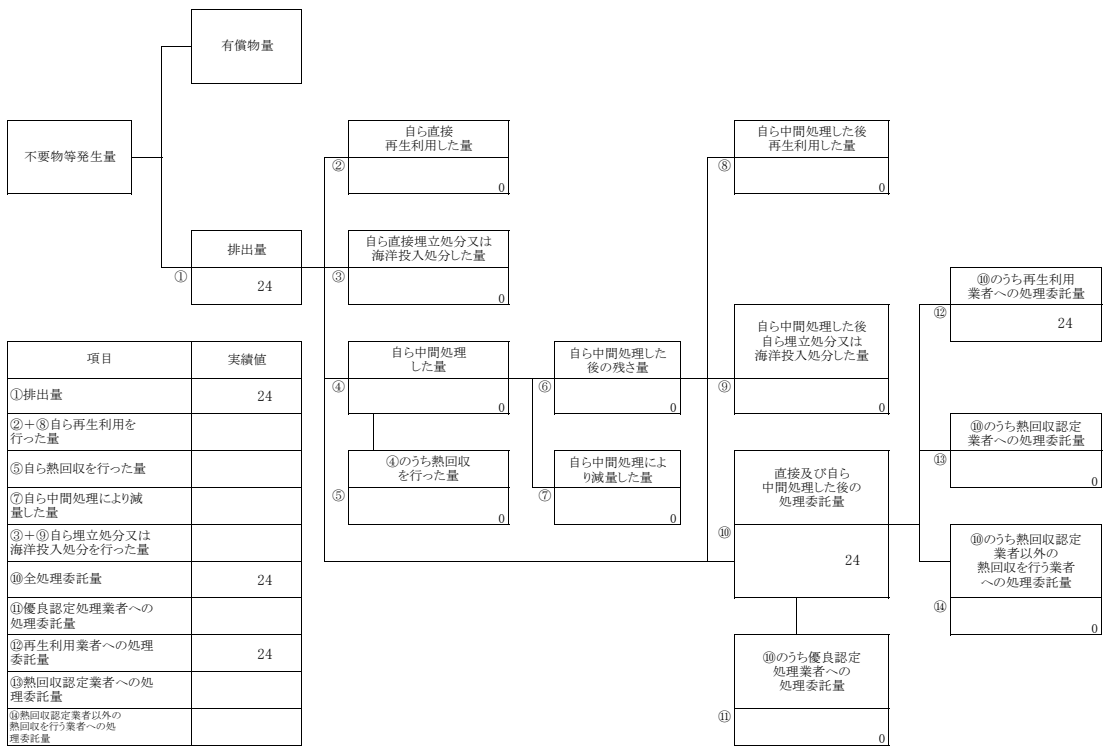 有償物量
不要物等発生量
自ら直接
再生利用した量
②
0
自ら中間処理した後
再生利用した量
⑧
0
排出量
①
24
自ら直接埋立処分又は
海洋投入処分した量
③
0
⑩のうち再生利用
業者への処理委託量
⑫
24
自ら中間処理した後
自ら埋立処分又は
海洋投入処分した量
⑨
0
自ら中間処理
した量
④
0
自ら中間処理した
後の残さ量
⑥
0
④のうち熱回収
を行った量
⑤
0
自ら中間処理によ
り減量した量
⑦
0
直接及び自ら
中間処理した後の
処理委託量
⑩
24
⑩のうち熱回収認定
業者への処理委託量
⑬
0
⑩のうち熱回収認定
業者以外の
熱回収を行う業者
への処理委託量
⑭
0
⑩のうち優良認定
処理業者への
処理委託量
⑪
0
項目 実績値
①排出量 24
②+⑧自ら再生利用を
行った量
⑤自ら熱回収を行った量
⑦自ら中間処理により減
量した量
③+⑨自ら埋立処分又は
海洋投入処分を行った量
⑩全処理委託量 24
⑪優良認定処理業者への
処理委託量
⑫再生利用業者への処理
委託量 24
⑬熱回収認定業者への処
理委託量
⑭熱回収認定業者以外の
熱回収を行う業者への処
理委託量